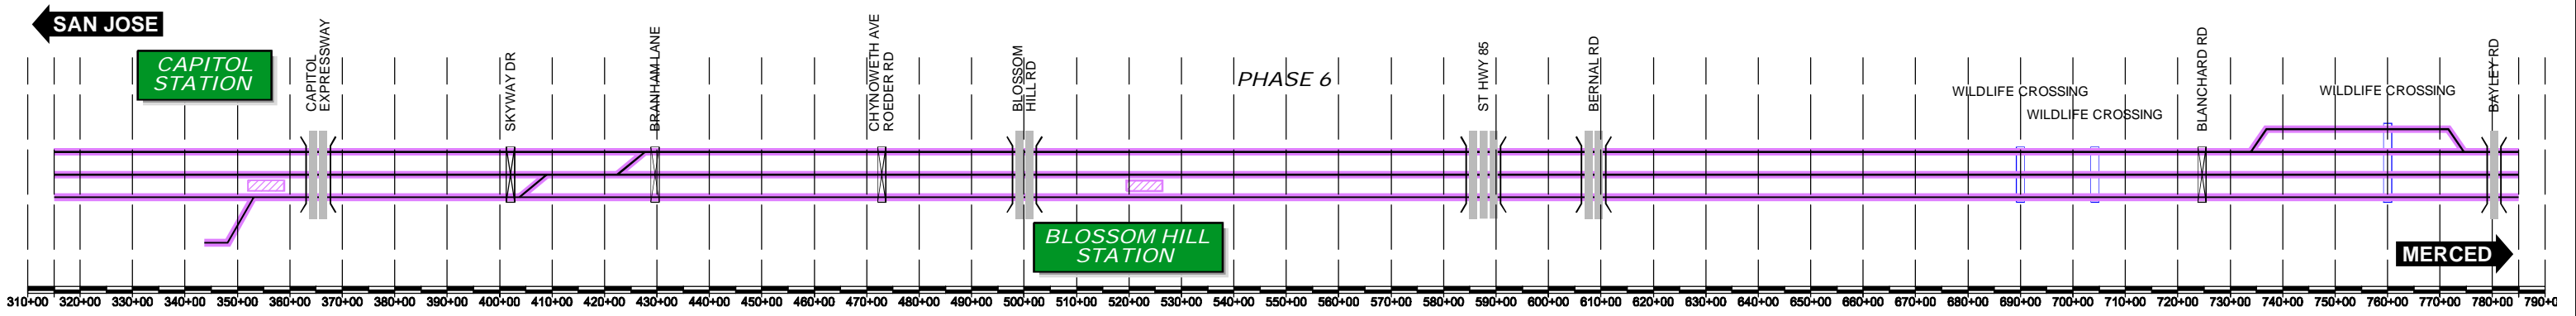 SAN JOSE
CAPITOL
STATION
CAPITOL
EXPRESSWAY
SKYWAY DR
BRANHAM LANE
CHYNOWETH AVE
ROEDER RD
BLOSSOM
HILL RD
PHASE 6
ST HWY 85
BERNAL RD
WILDLIFE CROSSING
WILDLIFE CROSSING
BLANCHARD RD
WILDLIFE CROSSING
BAYLEY RD
BLOSSOM HILL
STATION
MERCED
310+00 320+00 330+00 340+00 350+00 360+00 370+00 380+00 390+00 400+00 410+00 420+00 430+00 440+00 450+00 460+00 470+00 480+00 490+00 500+00 510+00 520+00 530+00 540+00 550+00 560+00 570+00 580+00 590+00 600+00 610+00 620+00 630+00 640+00 650+00 660+00 670+00 680+00 690+00 700+00 710+00 720+00 730+00 740+00 750+00 760+00 770+00 780+00 790+0